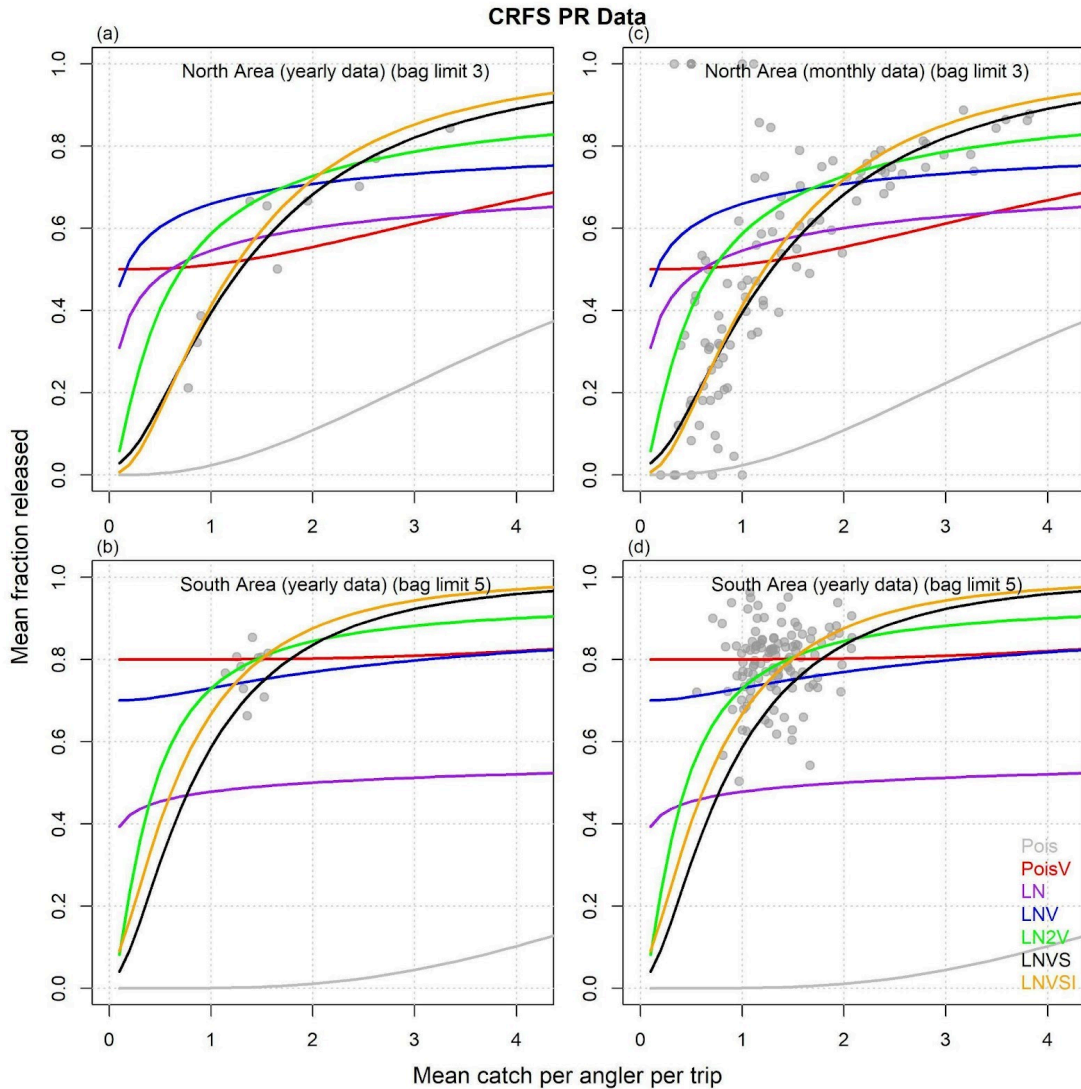 CRFS PR Data
(a)
North Area (yearly data) (bag limit 3)
1.0
0.8
0.6
0.4
0.2
0.0
0 1 2 3 4
(c)
North Area (monthly data) (bag limit 3)
1.0
0.8
0.6
0.4
0.2
0.0
0 1 2 3 4
(b)
South Area (yearly data) (bag limit 5)
1.0
0.8
0.6
0.4
0.2
0.0
0 1 2 3 4
(d)
South Area (yearly data) (bag limit 5)
1.0
0.8
0.6
0.4
0.2
0.0
0 1 2 3 4
Pois
PoisV
LN
LNV
LN2V
LNVS
LNVSI
Mean fraction released
Mean catch per angler per trip